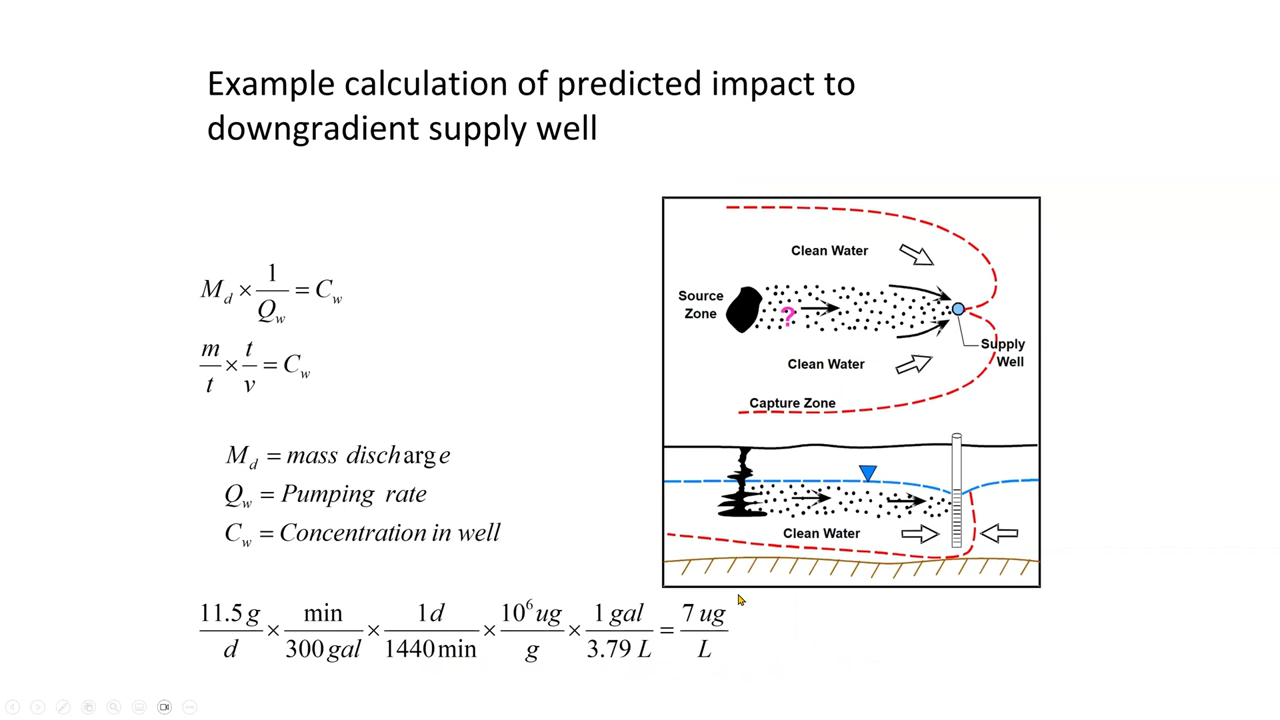 Example calculation of predicted impact to
downgradient supply well
M_d × 1/Q_w = C_w
m/t × t/v = C_w
M_d = mass discharge
Q_w = Pumping rate
C_w = Concentration in well
11.5 g/d × min/300 gal × 1d/1440 min × 10^6 ug/g × 1 gal/3.79 L = 7 ug/L
Clean Water
Source
Zone
?
Supply
Well
Clean Water
Capture Zone
Clean Water